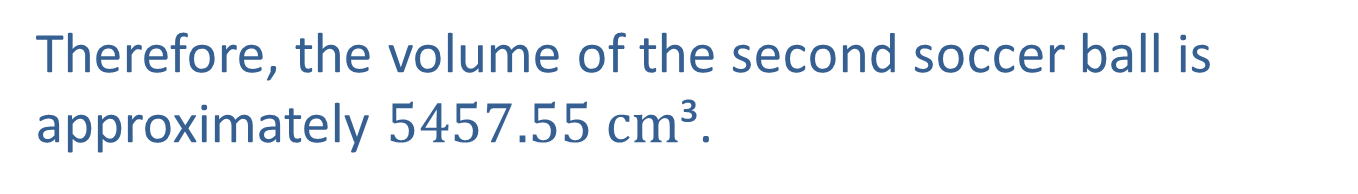 Therefore, the volume of the second soccer ball is
approximately 5457.55 cm³.